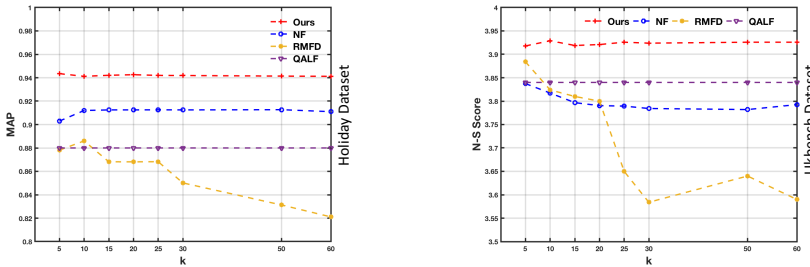 1
0.98
0.96
0.94
0.92
0.9
0.88
0.86
0.84
0.82
0.8
MAP
5 10 15 20 25 30 50 60
k
Ours
NF
RMFD
QALF
Holiday Dataset
4
3.95
3.9
3.85
3.8
3.75
3.7
3.65
3.6
3.55
3.5
N-S Score
5 10 15 20 25 30 50 60
k
Ours NF RMFD QALF
Ukbench Dataset